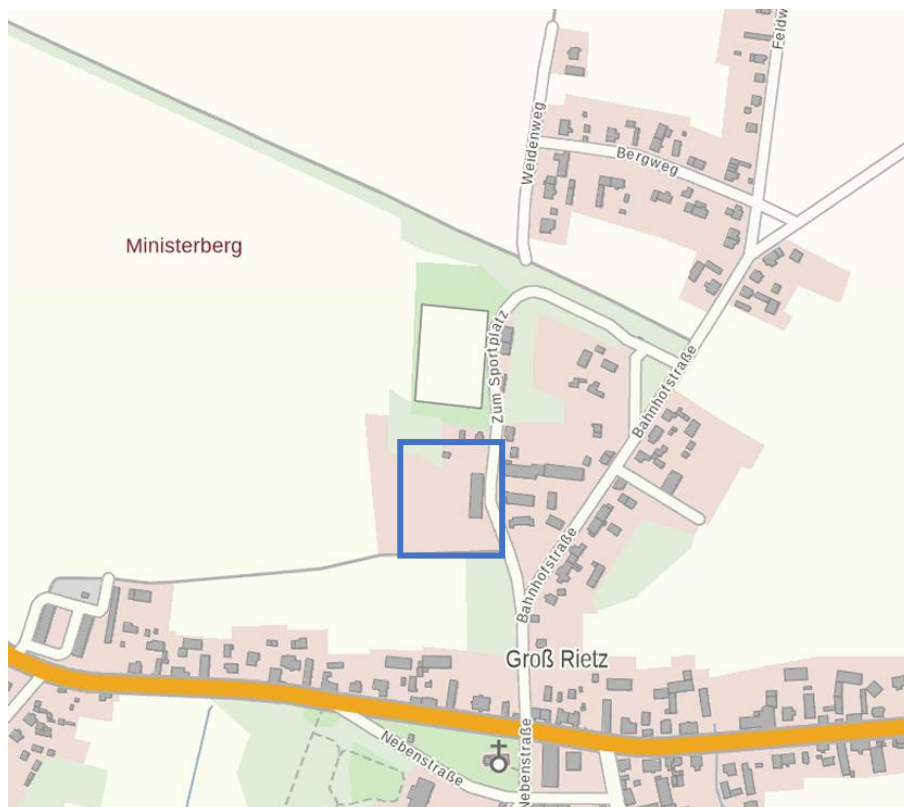 Feldw
Weidenweg
Bergweg
Ministerberg
Zum Sportplatz
Bahnhofstraße
Bahnhofstraße
Groß Rietz
Nebenstraße
Nebenstraße